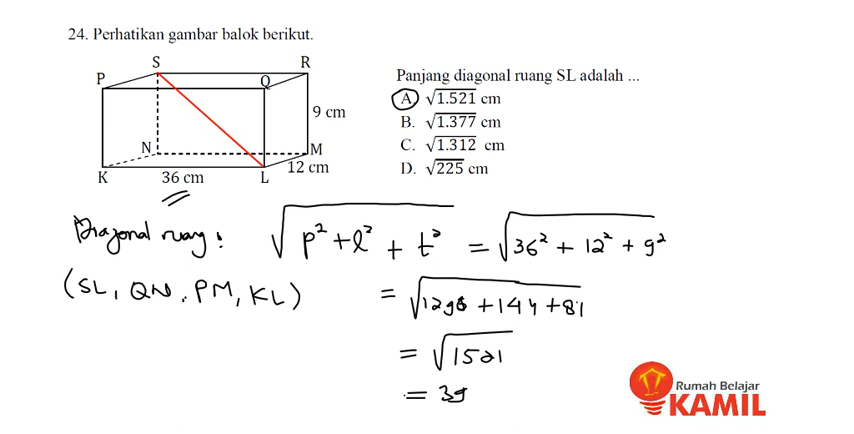 24. Perhatikan gambar balok berikut.
S R
P Q
9 cm
N M
12 cm
K 36 cm L
Panjang diagonal ruang SL adalah ...
A. √1.521 cm
B. √1.377 cm
C. √1.312 cm
D. √225 cm
Diagonal ruang : √p² + l² + t² = √36² + 12² + 9²
(SL, QN, PM, KL) = √1296 + 144 + 81
= √1521
= 39
Rumah Belajar
KAMIL